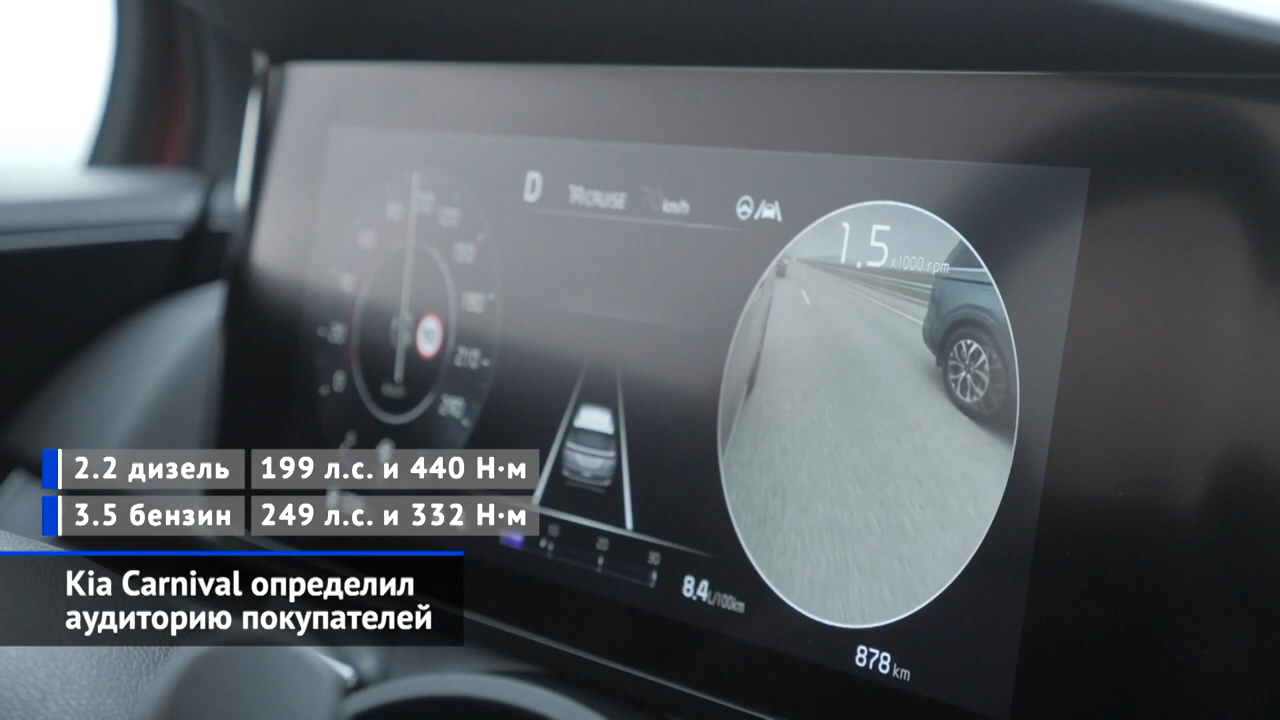 D
CRUISE
km/h
1.5 x1000 rpm
2.2 дизель 199 л.с. и 440 Н·м
3.5 бензин 249 л.с. и 332 Н·м
8.4 L/100km
878 km
Kia Carnival определил
аудиторию покупателей